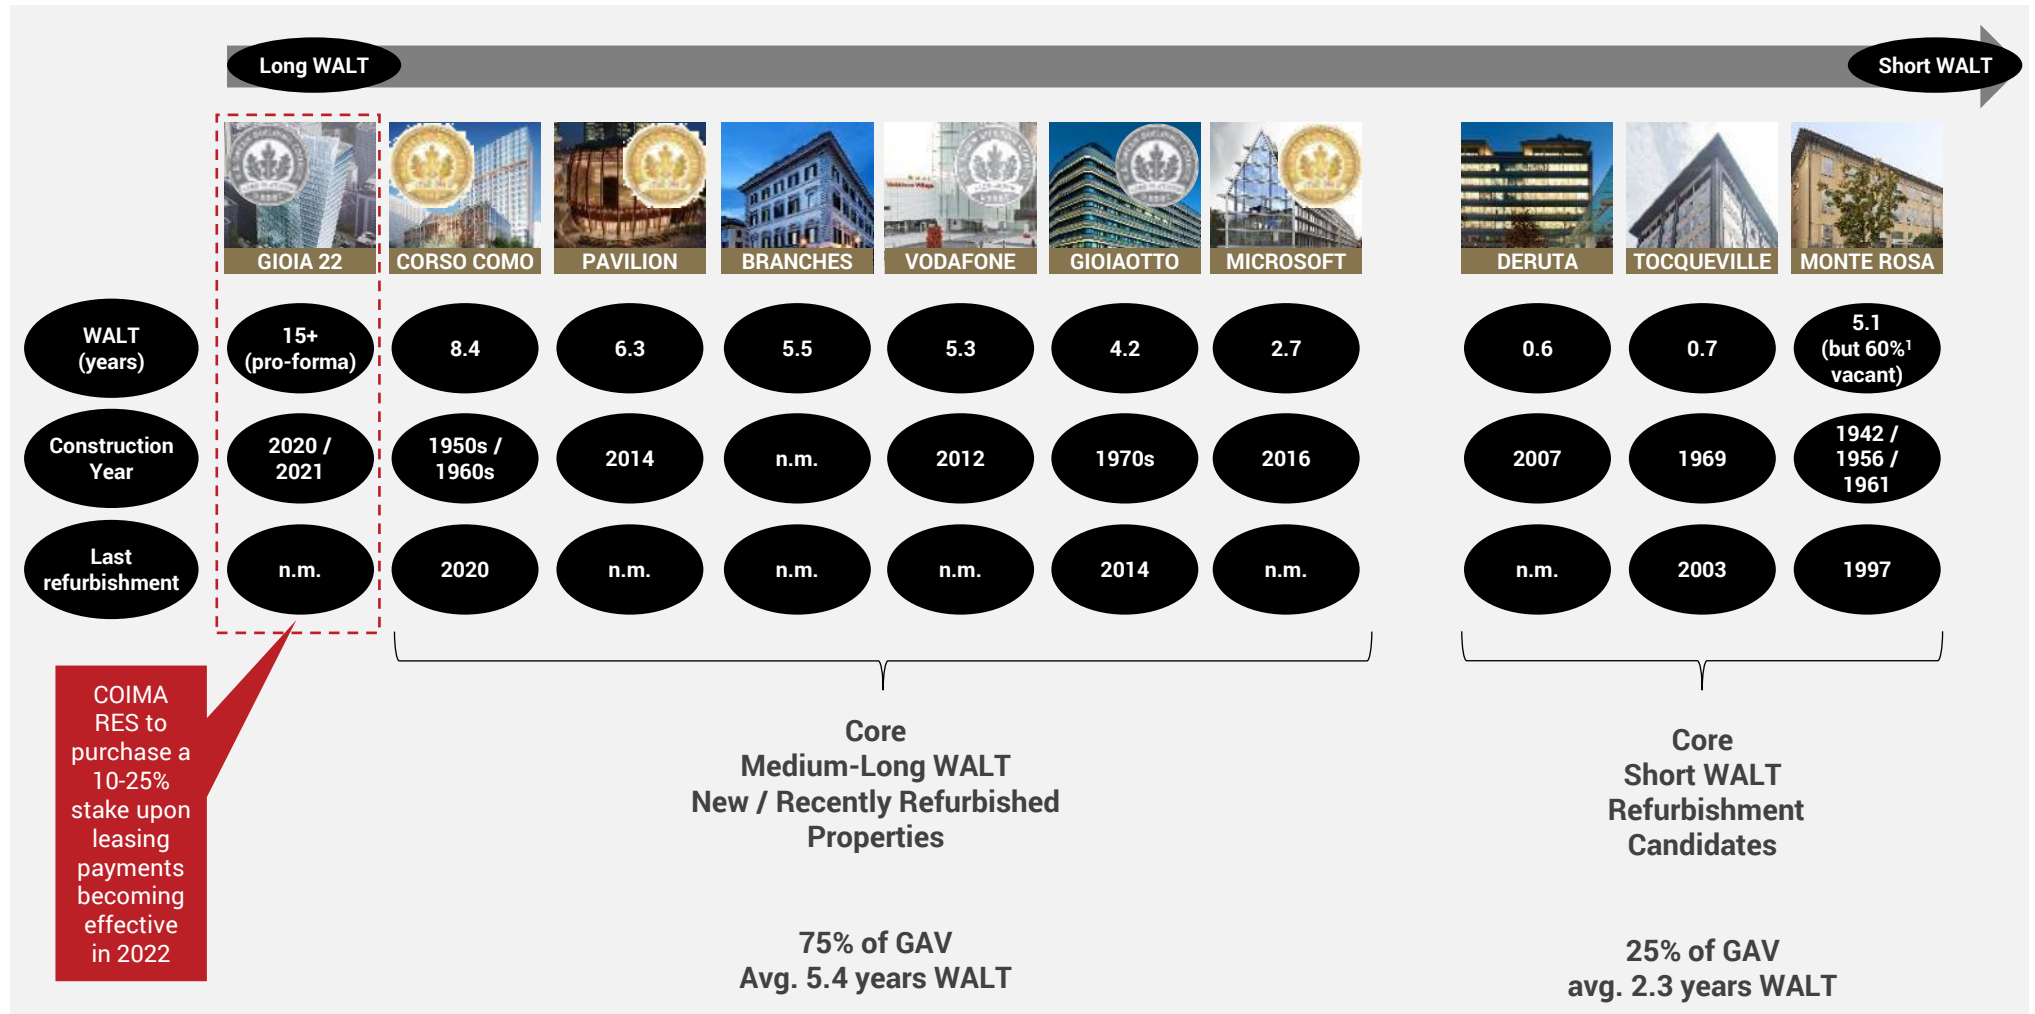 Long WALT
Short WALT
GIOIA 22
CORSO COMO
PAVILION
BRANCHES
VODAFONE
GIOIAOTTO
MICROSOFT
DERUTA
TOCQUEVILLE
MONTE ROSA
WALT
(years)
15+
(pro-forma)
8.4
6.3
5.5
5.3
4.2
2.7
0.6
0.7
5.1
(but 60%¹
vacant)
Construction
Year
2020 /
2021
1950s /
1960s
2014
n.m.
2012
1970s
2016
2007
1969
1942 /
1956 /
1961
Last
refurbishment
n.m.
2020
n.m.
n.m.
n.m.
2014
n.m.
n.m.
2003
1997
COIMA
RES to
purchase a
10-25%
stake upon
leasing
payments
becoming
effective
in 2022
Core
Medium-Long WALT
New / Recently Refurbished
Properties
75% of GAV
Avg. 5.4 years WALT
Core
Short WALT
Refurbishment
Candidates
25% of GAV
avg. 2.3 years WALT